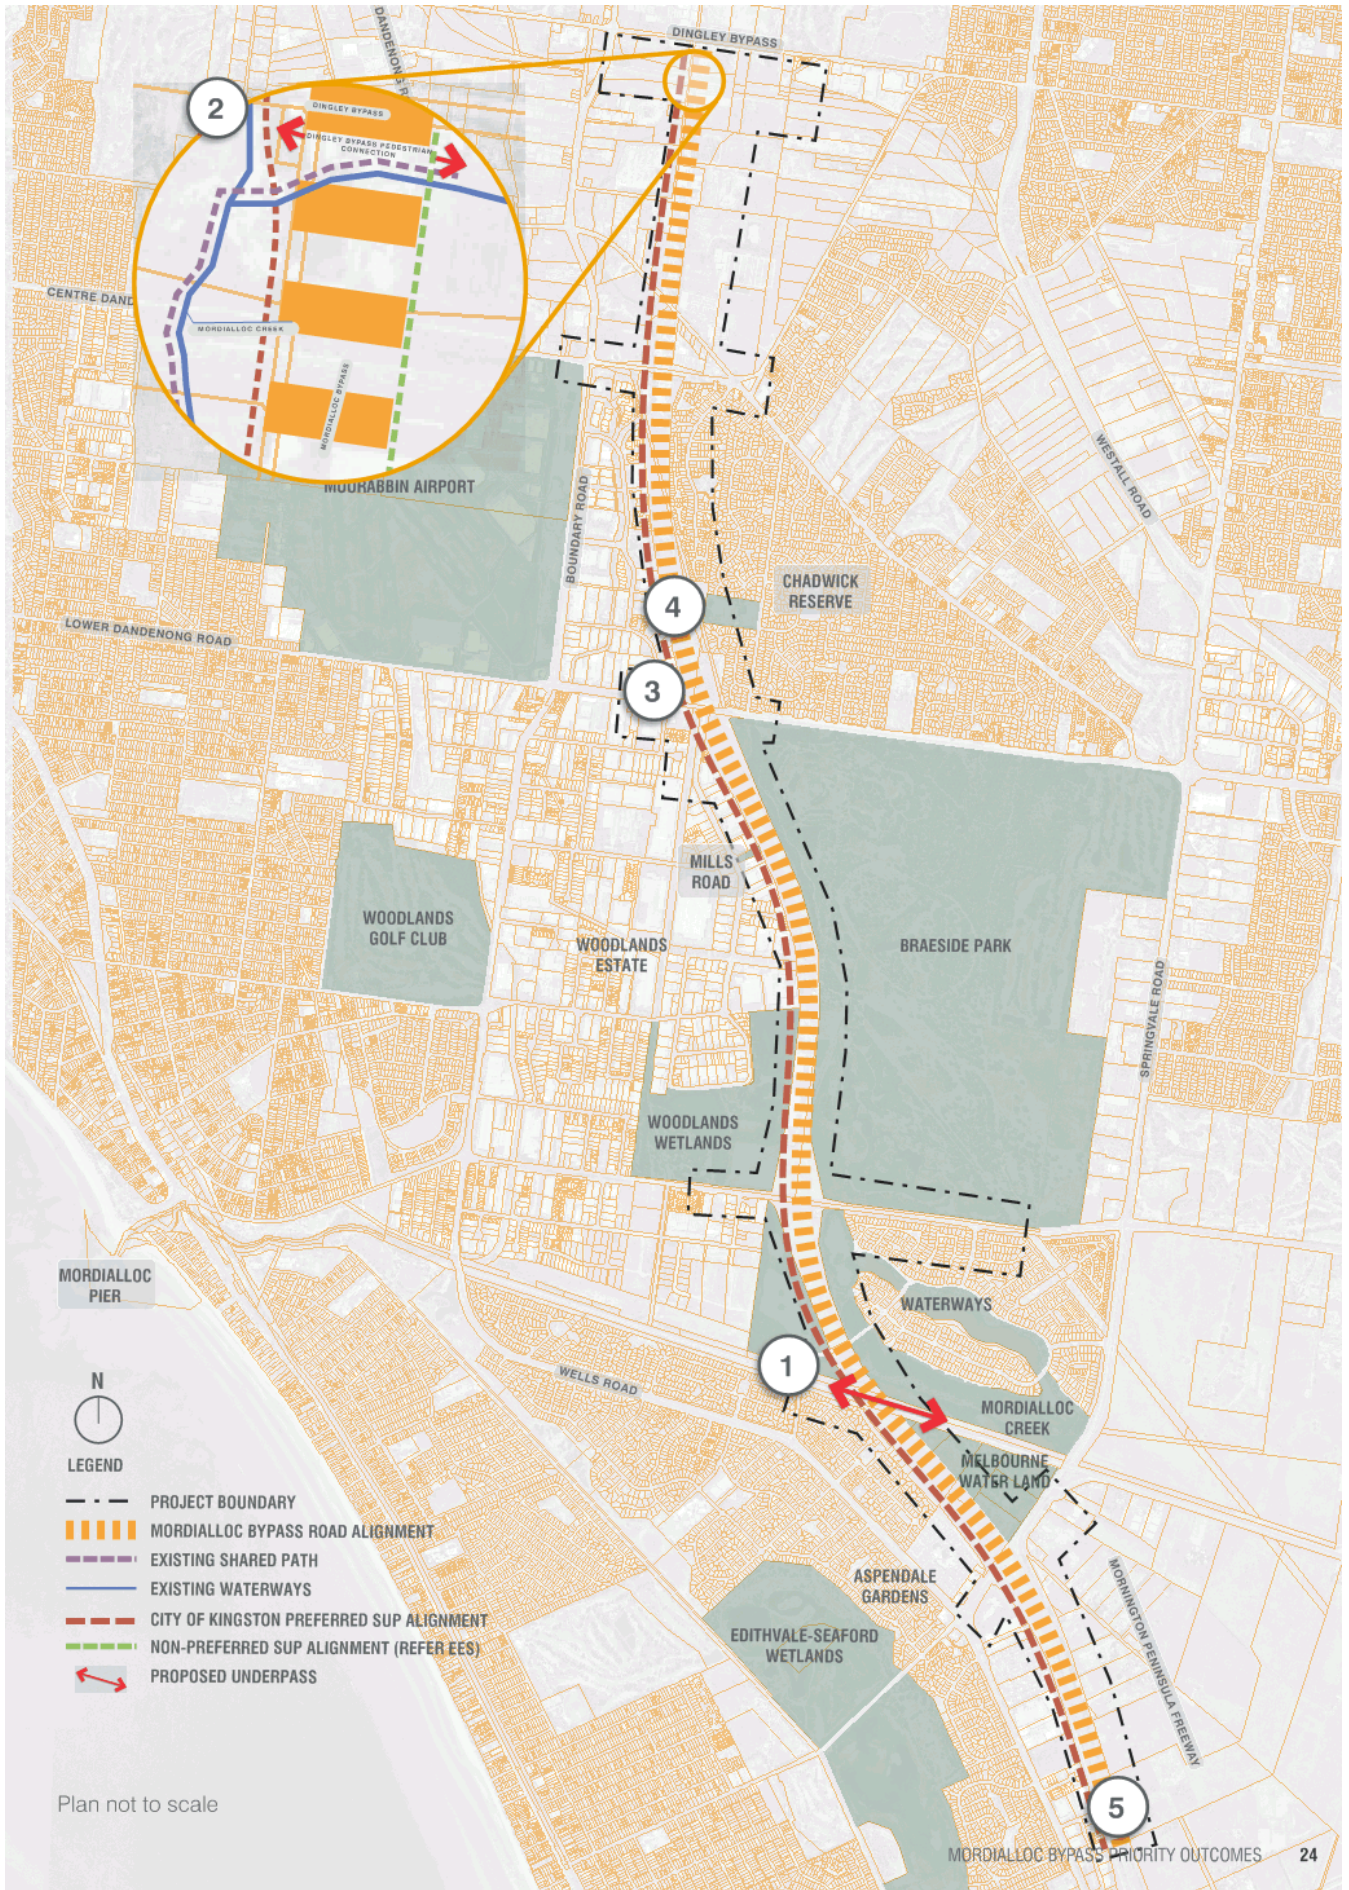 DINGLEY BYPASS
DANDENONG R
2
DINGLEY BYPASS
DINGLEY BYPASS PEDESTRIAN
CONNECTION
CENTRE DAND
MORDIALLOC CREEK
MORDIALLOC BYPASS
MOORABBIN AIRPORT
BOUNDARY ROAD
WESTALL ROAD
CHADWICK
RESERVE
4
LOWER DANDENONG ROAD
3
MILLS
ROAD
WOODLANDS
GOLF CLUB
WOODLANDS
ESTATE
BRAESIDE PARK
SPRINGVALE ROAD
WOODLANDS
WETLANDS
MORDIALLOC
PIER
WATERWAYS
1
WELLS ROAD
MORDIALLOC
CREEK
MELBOURNE
WATER LAND
N
LEGEND
PROJECT BOUNDARY
MORDIALLOC BYPASS ROAD ALIGNMENT
EXISTING SHARED PATH
EXISTING WATERWAYS
CITY OF KINGSTON PREFERRED SUP ALIGNMENT
NON-PREFERRED SUP ALIGNMENT (REFER EES)
PROPOSED UNDERPASS
ASPENDALE
GARDENS
EDITHVALE-SEAFORD
WETLANDS
MORNINGTON PENINSULA FREEWAY
5
Plan not to scale
MORDIALLOC BYPASS PRIORITY OUTCOMES 24